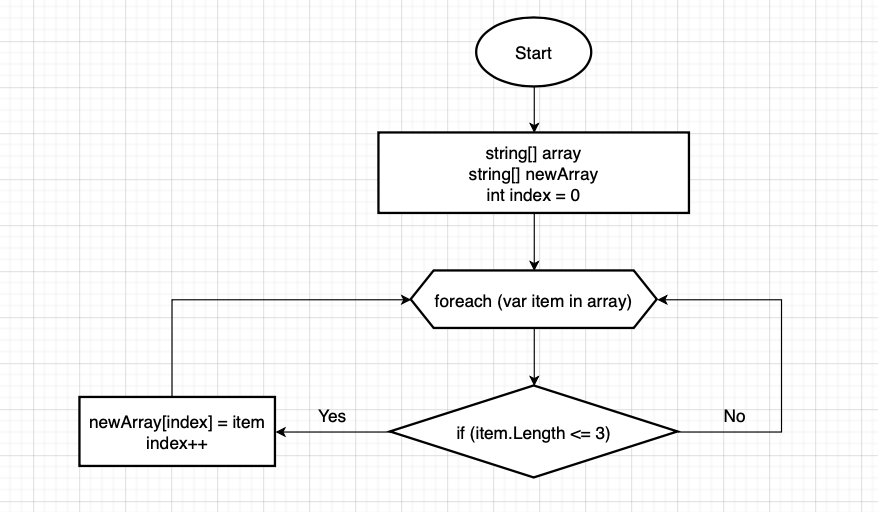 Start
string[] array
string[] newArray
int index = 0
foreach (var item in array)
if (item.Length <= 3)
Yes
No
newArray[index] = item
index++